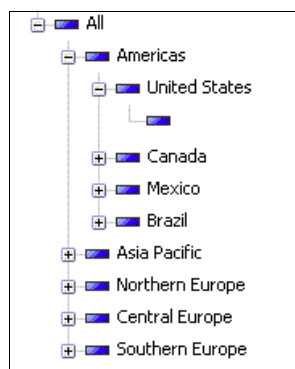 All
Americas
United States
Canada
Mexico
Brazil
Asia Pacific
Northern Europe
Central Europe
Southern Europe